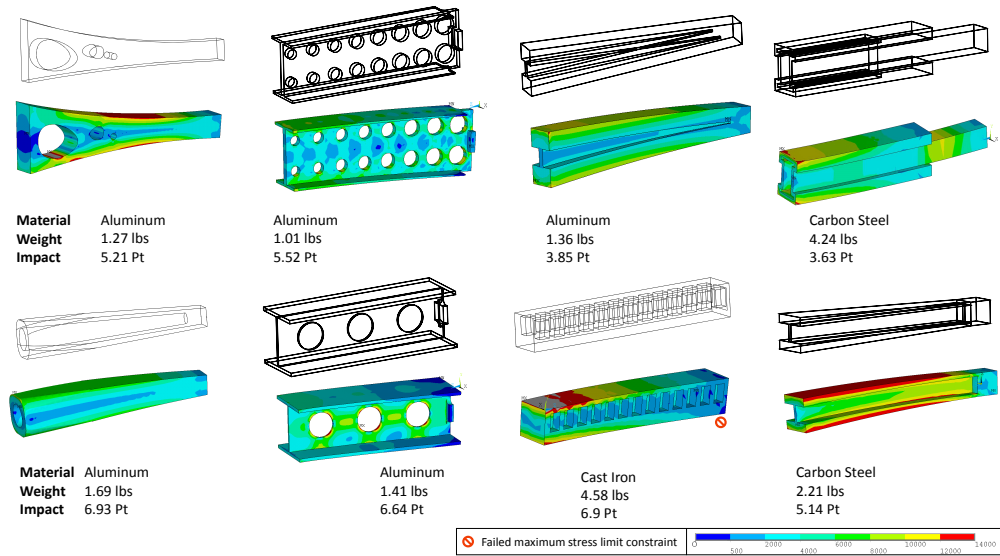 Material Aluminum
Weight 1.27 lbs
Impact 5.21 Pt
Aluminum
1.01 lbs
5.52 Pt
Aluminum
1.36 lbs
3.85 Pt
Carbon Steel
4.24 lbs
3.63 Pt
Material Aluminum
Weight 1.69 lbs
Impact 6.93 Pt
Aluminum
1.41 lbs
6.64 Pt
Cast Iron
4.58 lbs
6.9 Pt
Carbon Steel
2.21 lbs
5.14 Pt
Failed maximum stress limit constraint
0 2000 6000 10000 14000
500 4000 8000 12000